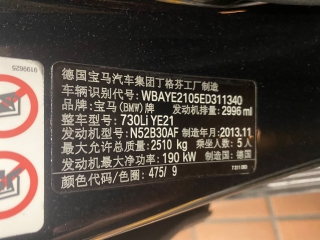 德国宝马汽车集团丁格芬工厂制造
车辆识别代号: WBAYE2105ED311340
品牌: 宝马(BMW)牌 发动机排量: 2996 ml
整车型号: 730Li YE21
发动机型号: N52B30AF 制造年月: 2013.11
最大允许总质量: 2510 kg 乘坐人数: 5 人
发动机最大净功率: 190 kW 制造国: 德国
颜色代码/色圈: 475/ 9